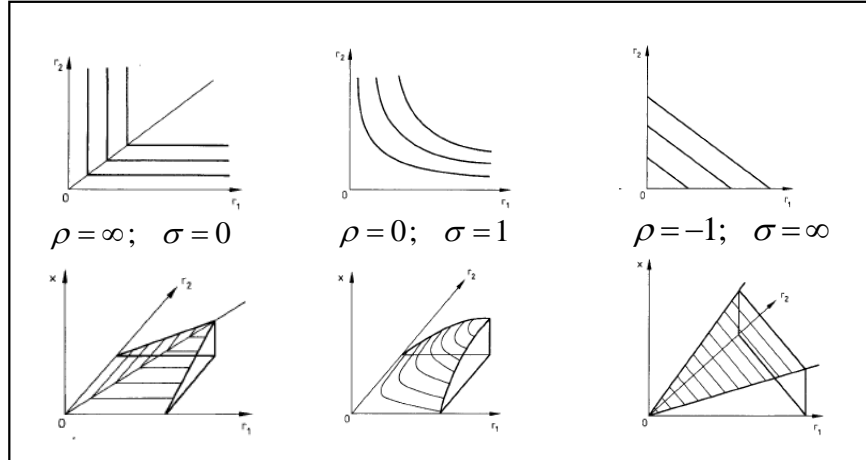 r₂ r₂ r₂
0 r₁ 0 r₁ 0 r₁
ρ = ∞; σ = 0 ρ = 0; σ = 1 ρ = −1; σ = ∞
x r₂ x r₂ x r₂
0 r₁ 0 r₁ 0 r₁